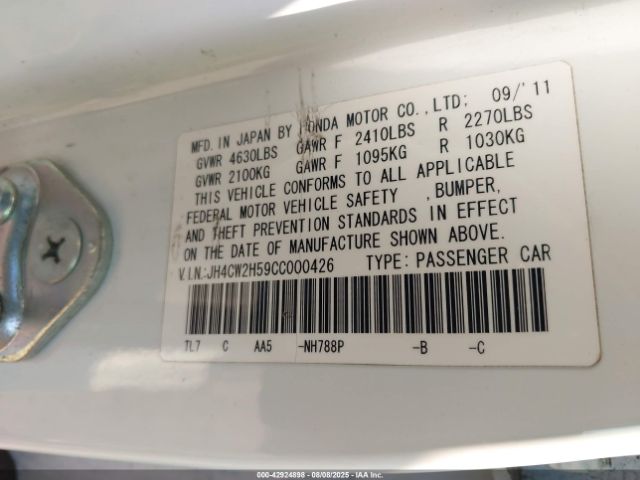 MFD. IN JAPAN BY HONDA MOTOR CO.,LTD; 09/'11
GVWR 4630LBS GAWR F 2410LBS R 2270LBS
GVWR 2100KG GAWR F 1095KG R 1030KG
THIS VEHICLE CONFORMS TO ALL APPLICABLE
FEDERAL MOTOR VEHICLE SAFETY ,BUMPER,
AND THEFT PREVENTION STANDARDS IN EFFECT
ON THE DATE OF MANUFACTURE SHOWN ABOVE.
V.I.N.:JH4CW2H59CC000426 TYPE: PASSENGER CAR
TL7 C AA5 -NH788P -B -C
000-42924898 - 08/08/2025 - IAA Inc.